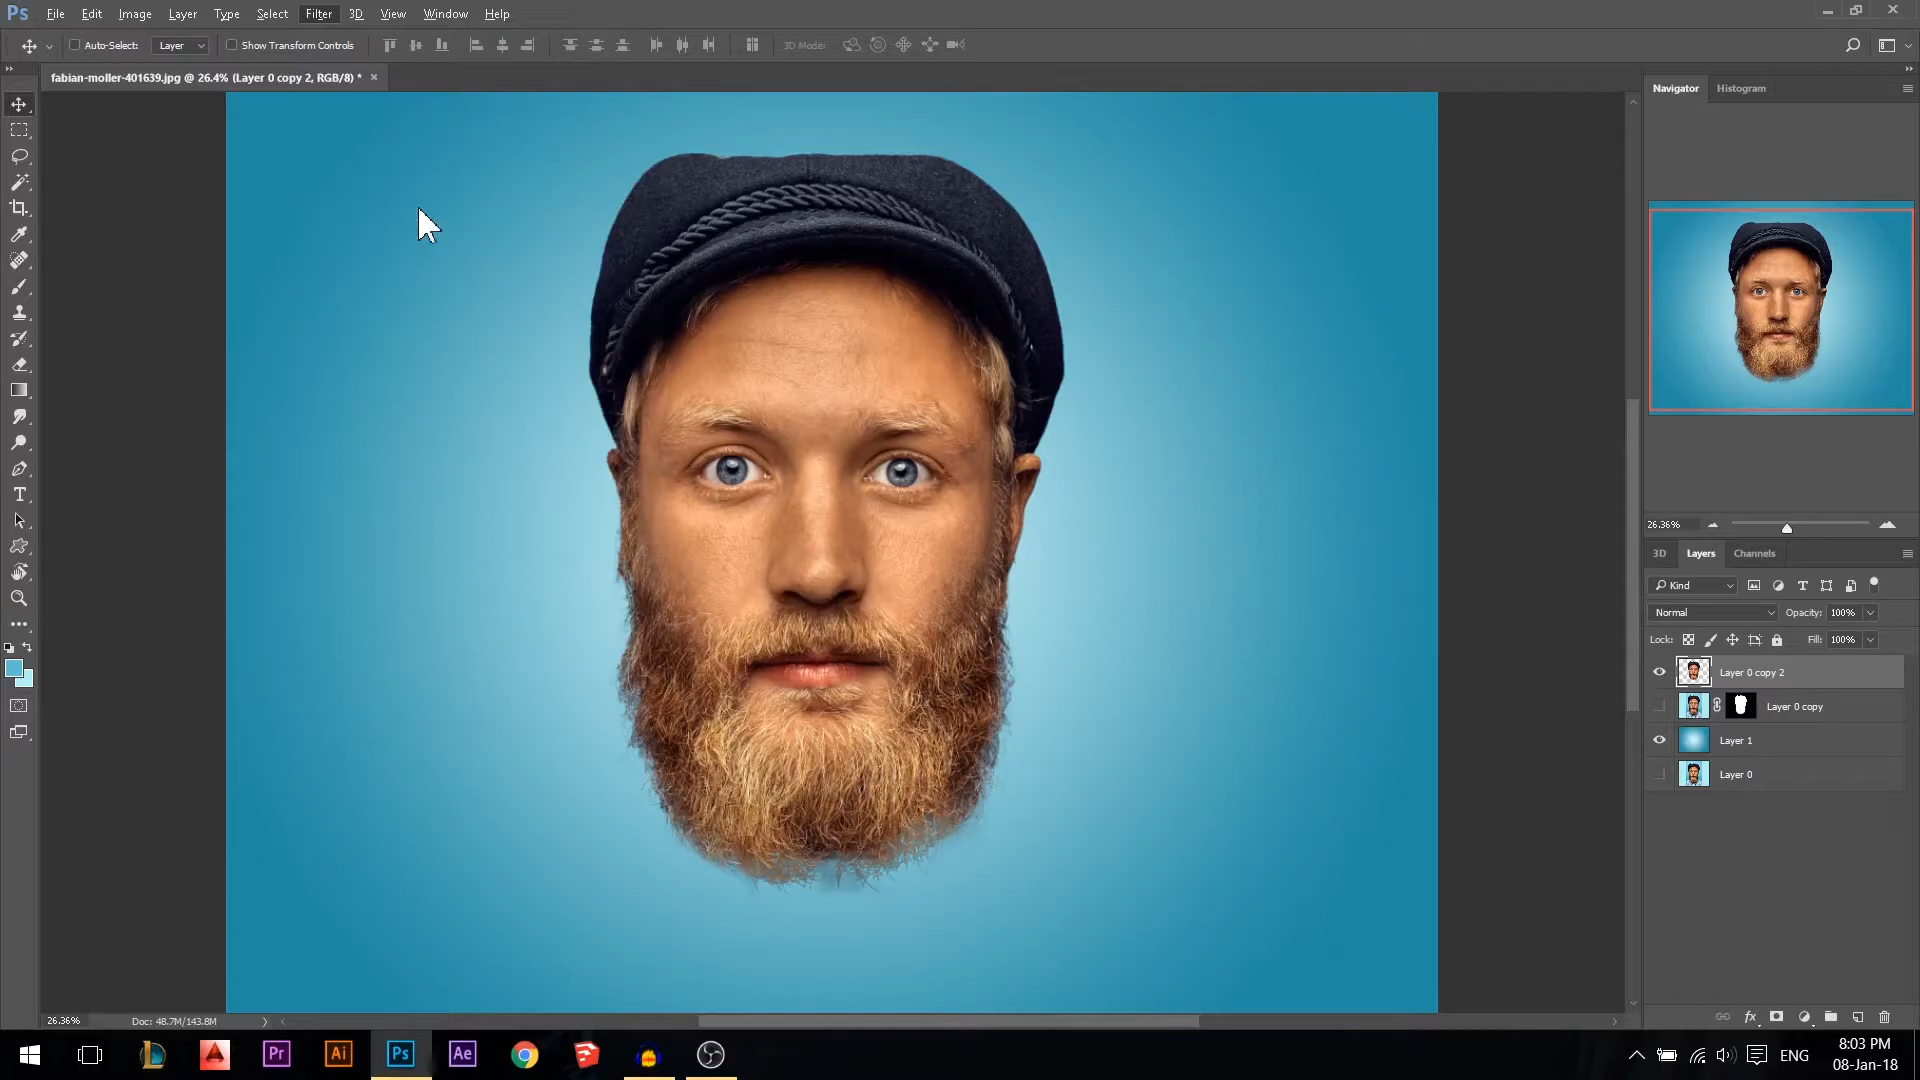 Ps File Edit Image Layer Type Select Filter 3D View Window Help
Auto-Select: Layer Show Transform Controls 3D Mode:
fabian-moller-401639.jpg @ 26.4% (Layer 0 copy 2, RGB/8) * ×
Navigator Histogram
26.36%
3D Layers Channels
Kind
Normal Opacity: 100%
Lock: Fill: 100%
Layer 0 copy 2
Layer 0 copy
Layer 1
Layer 0
26.36% Doc: 48.7M/143.8M
fx
Pr Ai Ps Ae
ENG
8:03 PM
08-Jan-18